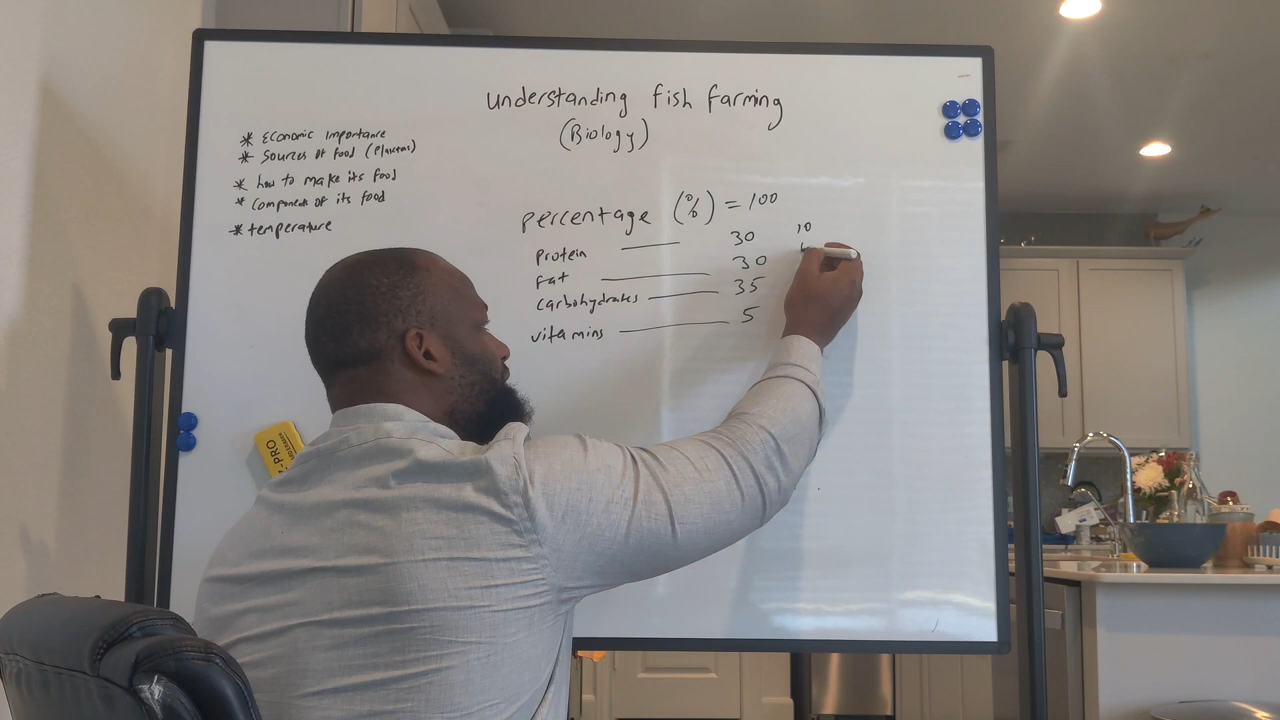 understanding fish farming
(Biology)
* Economic Importance
* Sources of food
* how to make its food
* Component of its food
* temperature
percentage (%) = 100
protein 30 10
fat 30
carbohydrates 35
vitamins 5
-PRO